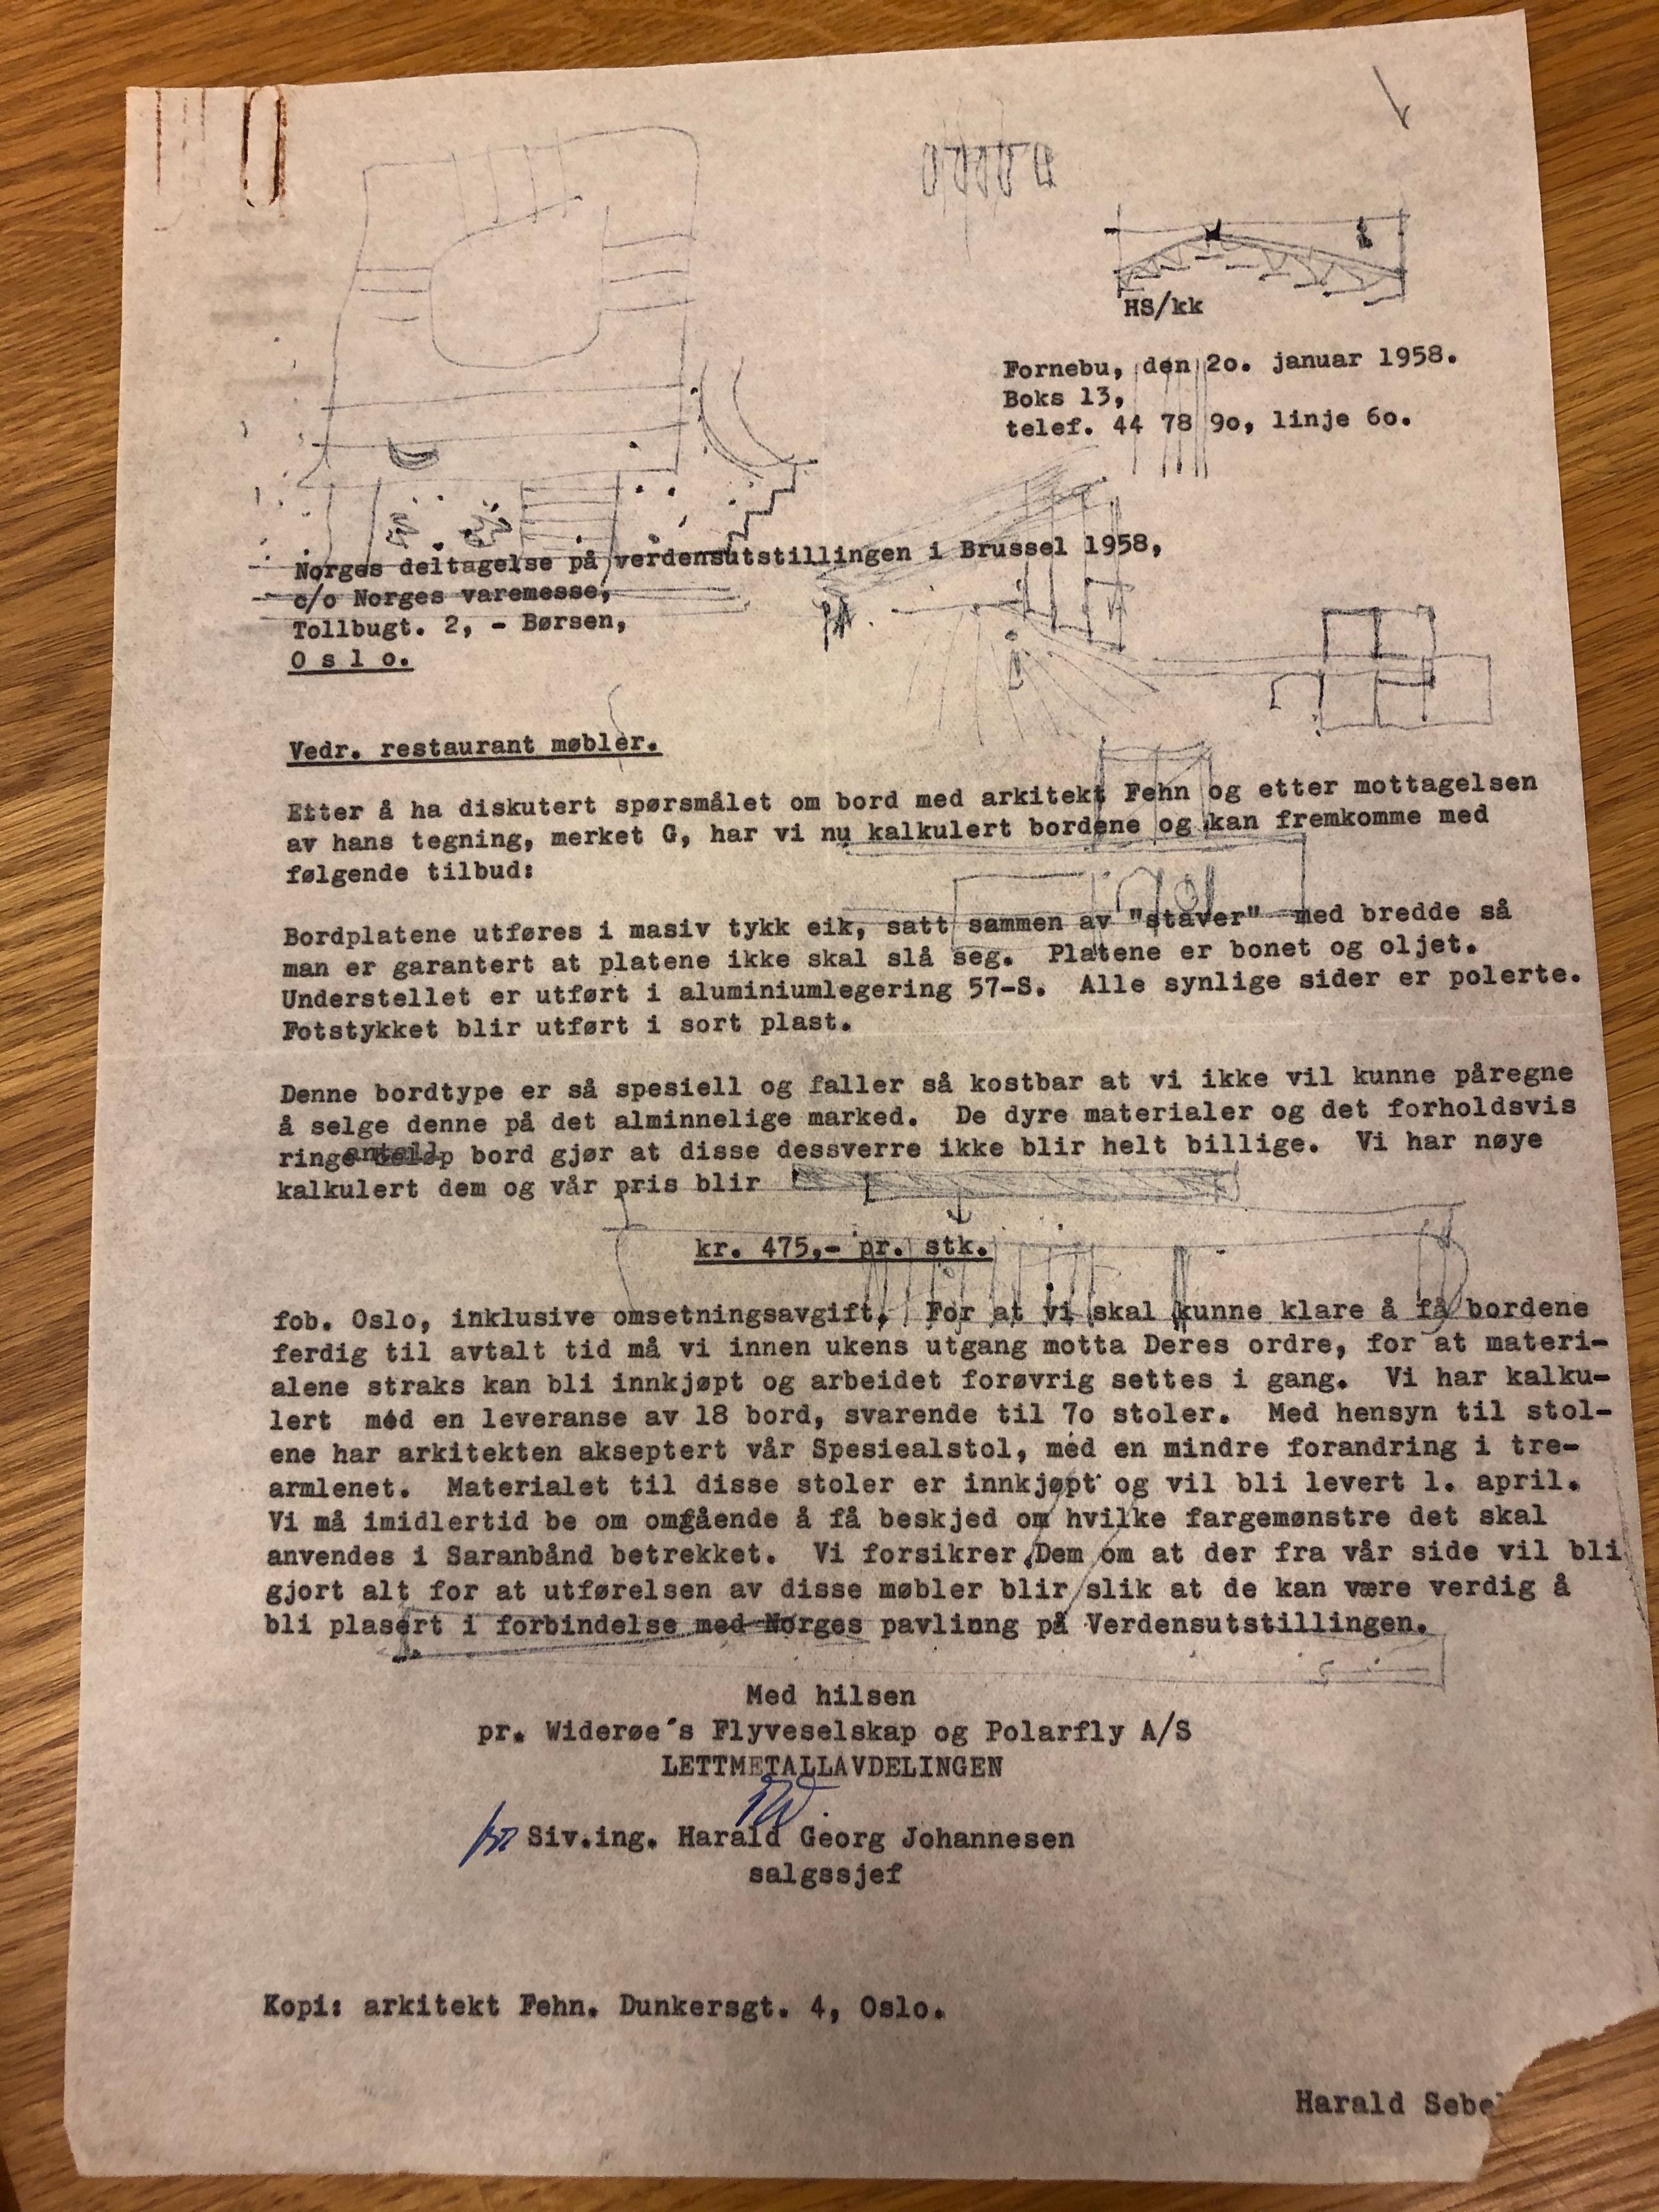 HS/kk
Fornebu, den 2o. januar 1958.
Boks 13,
telef. 44 78 9o, linje 6o.
Norges deltagelse på verdensutstillingen i Brussel 1958,
c/o Norges varemesse,
Tollbugt. 2, - Børsen,
O s l o.
Vedr. restaurant møbler.
Etter å ha diskutert spørsmålet om bord med arkitekt Fehn og etter mottagelsen
av hans tegning, merket G, har vi nu kalkulert bordene og kan fremkomme med
følgende tilbud:
Bordplatene utføres i masiv tykk eik, satt sammen av "staver" med bredde så
man er garantert at platene ikke skal slå seg. Platene er bonet og oljet.
Understellet er utført i aluminiumlegering 57-S. Alle synlige sider er polerte.
Fotstykket blir utført i sort plast.
Denne bordtype er så spesiell og faller så kostbar at vi ikke vil kunne påregne
å selge denne på det alminnelige marked. De dyre materialer og det forholdsvis
ringe antall bord gjør at disse dessverre ikke blir helt billige. Vi har nøye
kalkulert dem og vår pris blir
kr. 475,- pr. stk.
fob. Oslo, inklusive omsetningsavgift. For at vi skal kunne klare å få bordene
ferdig til avtalt tid må vi innen ukens utgang motta Deres ordre, for at materi-
alene straks kan bli innkjøpt og arbeidet forøvrig settes i gang. Vi har kalku-
lert med en leveranse av 18 bord, svarende til 7o stoler. Med hensyn til stol-
ene har arkitekten akseptert vår Spesiealstol, med en mindre forandring i tre-
armlenet. Materialet til disse stoler er innkjøpt og vil bli levert 1. april.
Vi må imidlertid be om omgående å få beskjed om hvilke fargemønstre det skal
anvendes i Saranbånd betrekket. Vi forsikrer Dem om at der fra vår side vil bli
gjort alt for at utførelsen av disse møbler blir slik at de kan være verdig å
bli plasert i forbindelse med Norges pavlinng på Verdensutstillingen.
Med hilsen
pr. Widerøe´s Flyveselskap og Polarfly A/S
LETTMETALLAVDELINGEN
Siv.ing. Harald Georg Johannesen
salgssjef
Kopi: arkitekt Fehn. Dunkersgt. 4, Oslo.
Harald Sebe